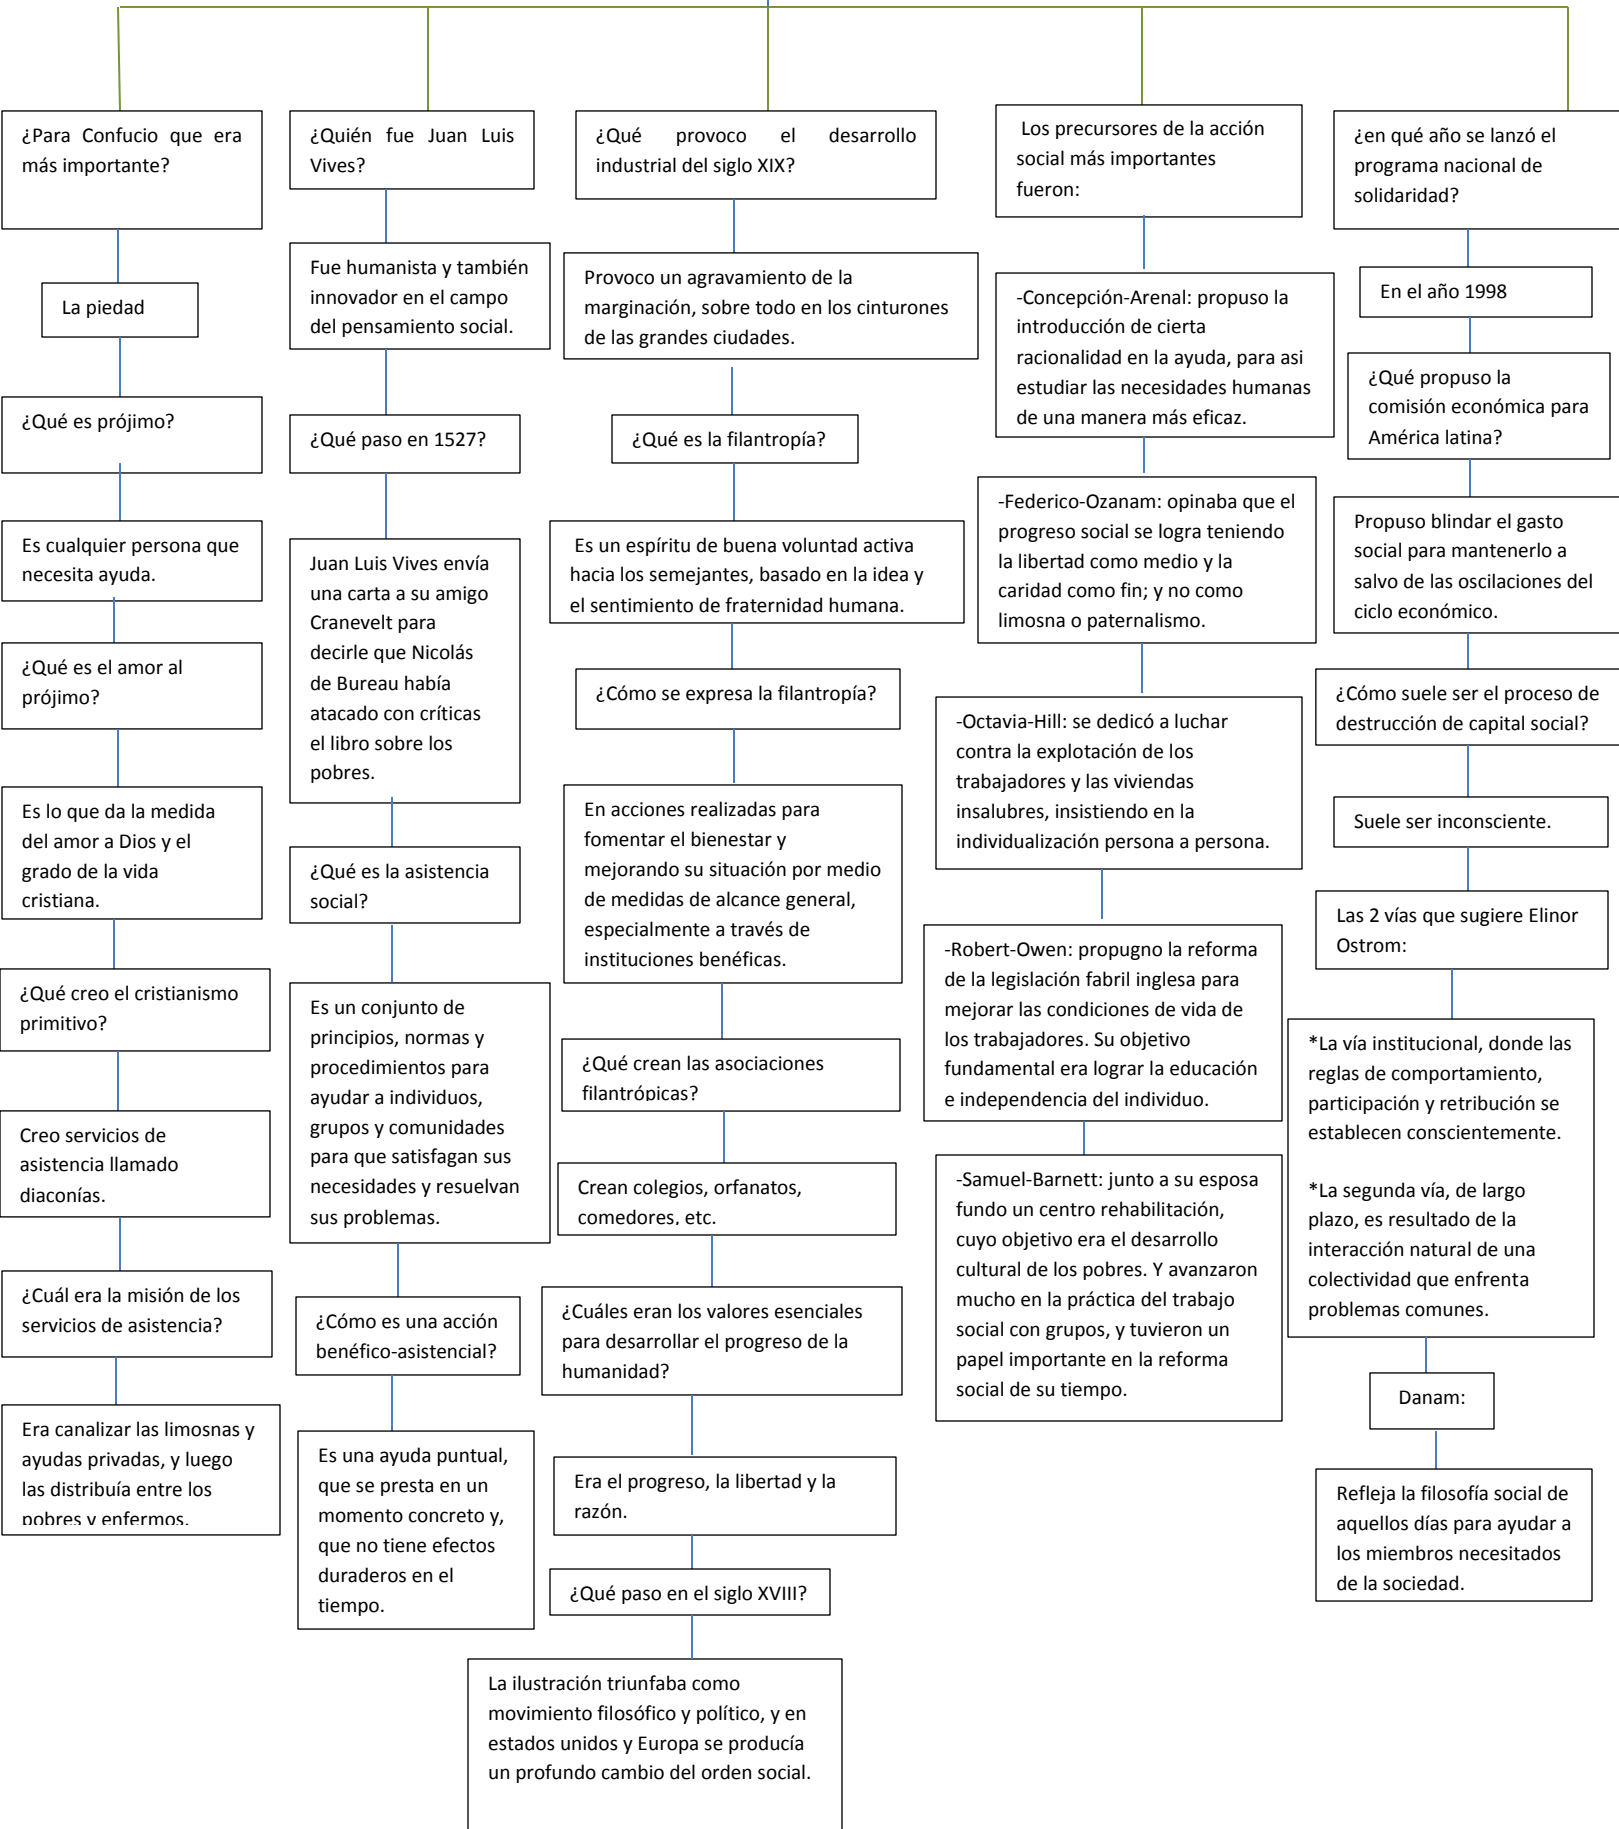 ¿Para Confucio que era
más importante?
La piedad
¿Qué es prójimo?
Es cualquier persona que
necesita ayuda.
¿Qué es el amor al
prójimo?
Es lo que da la medida
del amor a Dios y el
grado de la vida
cristiana.
¿Qué creo el cristianismo
primitivo?
Creo servicios de
asistencia llamado
diaconías.
¿Cuál era la misión de los
servicios de asistencia?
Era canalizar las limosnas y
ayudas privadas, y luego
las distribuía entre los
pobres y enfermos.
¿Quién fue Juan Luis
Vives?
Fue humanista y también
innovador en el campo
del pensamiento social.
¿Qué paso en 1527?
Juan Luis Vives envía
una carta a su amigo
Cranevelt para
decirle que Nicolás
de Bureau había
atacado con críticas
el libro sobre los
pobres.
¿Qué es la asistencia
social?
Es un conjunto de
principios, normas y
procedimientos para
ayudar a individuos,
grupos y comunidades
para que satisfagan sus
necesidades y resuelvan
sus problemas.
¿Cómo es una acción
benéfico-asistencial?
Es una ayuda puntual,
que se presta en un
momento concreto y,
que no tiene efectos
duraderos en el
tiempo.
¿Qué provoco el desarrollo
industrial del siglo XIX?
Provoco un agravamiento de la
marginación, sobre todo en los cinturones
de las grandes ciudades.
¿Qué es la filantropía?
Es un espíritu de buena voluntad activa
hacia los semejantes, basado en la idea y
el sentimiento de fraternidad humana.
¿Cómo se expresa la filantropía?
En acciones realizadas para
fomentar el bienestar y
mejorando su situación por medio
de medidas de alcance general,
especialmente a través de
instituciones benéficas.
¿Qué crean las asociaciones
filantrópicas?
Crean colegios, orfanatos,
comedores, etc.
¿Cuáles eran los valores esenciales
para desarrollar el progreso de la
humanidad?
Era el progreso, la libertad y la
razón.
¿Qué paso en el siglo XVIII?
La ilustración triunfaba como
movimiento filosófico y político, y en
estados unidos y Europa se producía
un profundo cambio del orden social.
Los precursores de la acción
social más importantes
fueron:
-Concepción-Arenal: propuso la
introducción de cierta
racionalidad en la ayuda, para asi
estudiar las necesidades humanas
de una manera más eficaz.
-Federico-Ozanam: opinaba que el
progreso social se logra teniendo
la libertad como medio y la
caridad como fin; y no como
limosna o paternalismo.
-Octavia-Hill: se dedicó a luchar
contra la explotación de los
trabajadores y las viviendas
insalubres, insistiendo en la
individualización persona a persona.
-Robert-Owen: propugno la reforma
de la legislación fabril inglesa para
mejorar las condiciones de vida de
los trabajadores. Su objetivo
fundamental era lograr la educación
e independencia del individuo.
-Samuel-Barnett: junto a su esposa
fundo un centro rehabilitación,
cuyo objetivo era el desarrollo
cultural de los pobres. Y avanzaron
mucho en la práctica del trabajo
social con grupos, y tuvieron un
papel importante en la reforma
social de su tiempo.
¿en qué año se lanzó el
programa nacional de
solidaridad?
En el año 1998
¿Qué propuso la
comisión económica para
América latina?
Propuso blindar el gasto
social para mantenerlo a
salvo de las oscilaciones del
ciclo económico.
¿Cómo suele ser el proceso de
destrucción de capital social?
Suele ser inconsciente.
Las 2 vías que sugiere Elinor
Ostrom:
*La vía institucional, donde las
reglas de comportamiento,
participación y retribución se
establecen conscientemente.
*La segunda vía, de largo
plazo, es resultado de la
interacción natural de una
colectividad que enfrenta
problemas comunes.
Danam:
Refleja la filosofía social de
aquellos días para ayudar a
los miembros necesitados
de la sociedad.